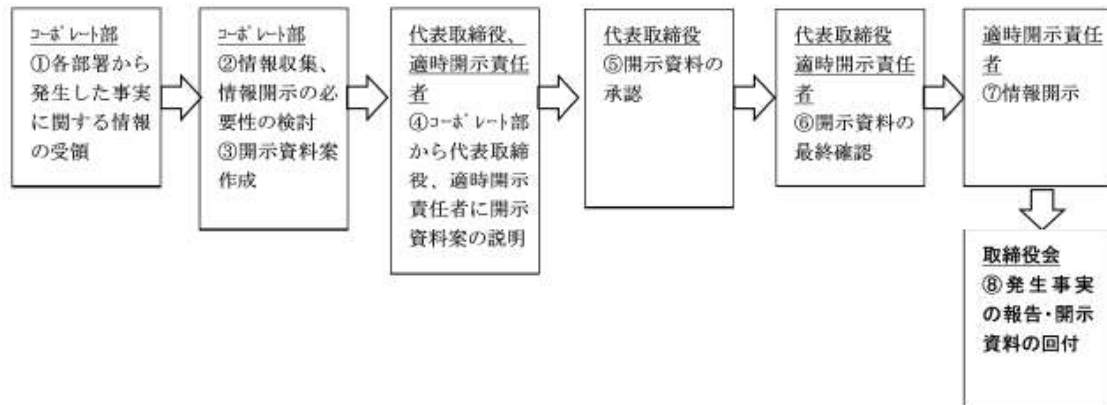 ｺｰﾎﾟﾚｰﾄ部
①各部署から
発生した事実
に関する情報
の受領
ｺｰﾎﾟﾚｰﾄ部
②情報収集、
情報開示の必
要性の検討
③開示資料案
作成
代表取締役、
適時開示責任
者
④ｺｰﾎﾟﾚｰﾄ部
から代表取締
役、適時開示
責任者に開示
資料案の説明
代表取締役
⑤開示資料の
承認
代表取締役
適時開示責任
者
⑥開示資料の
最終確認
適時開示責任
者
⑦情報開示
取締役会
⑧発生事実
の報告・開示
資料の回付